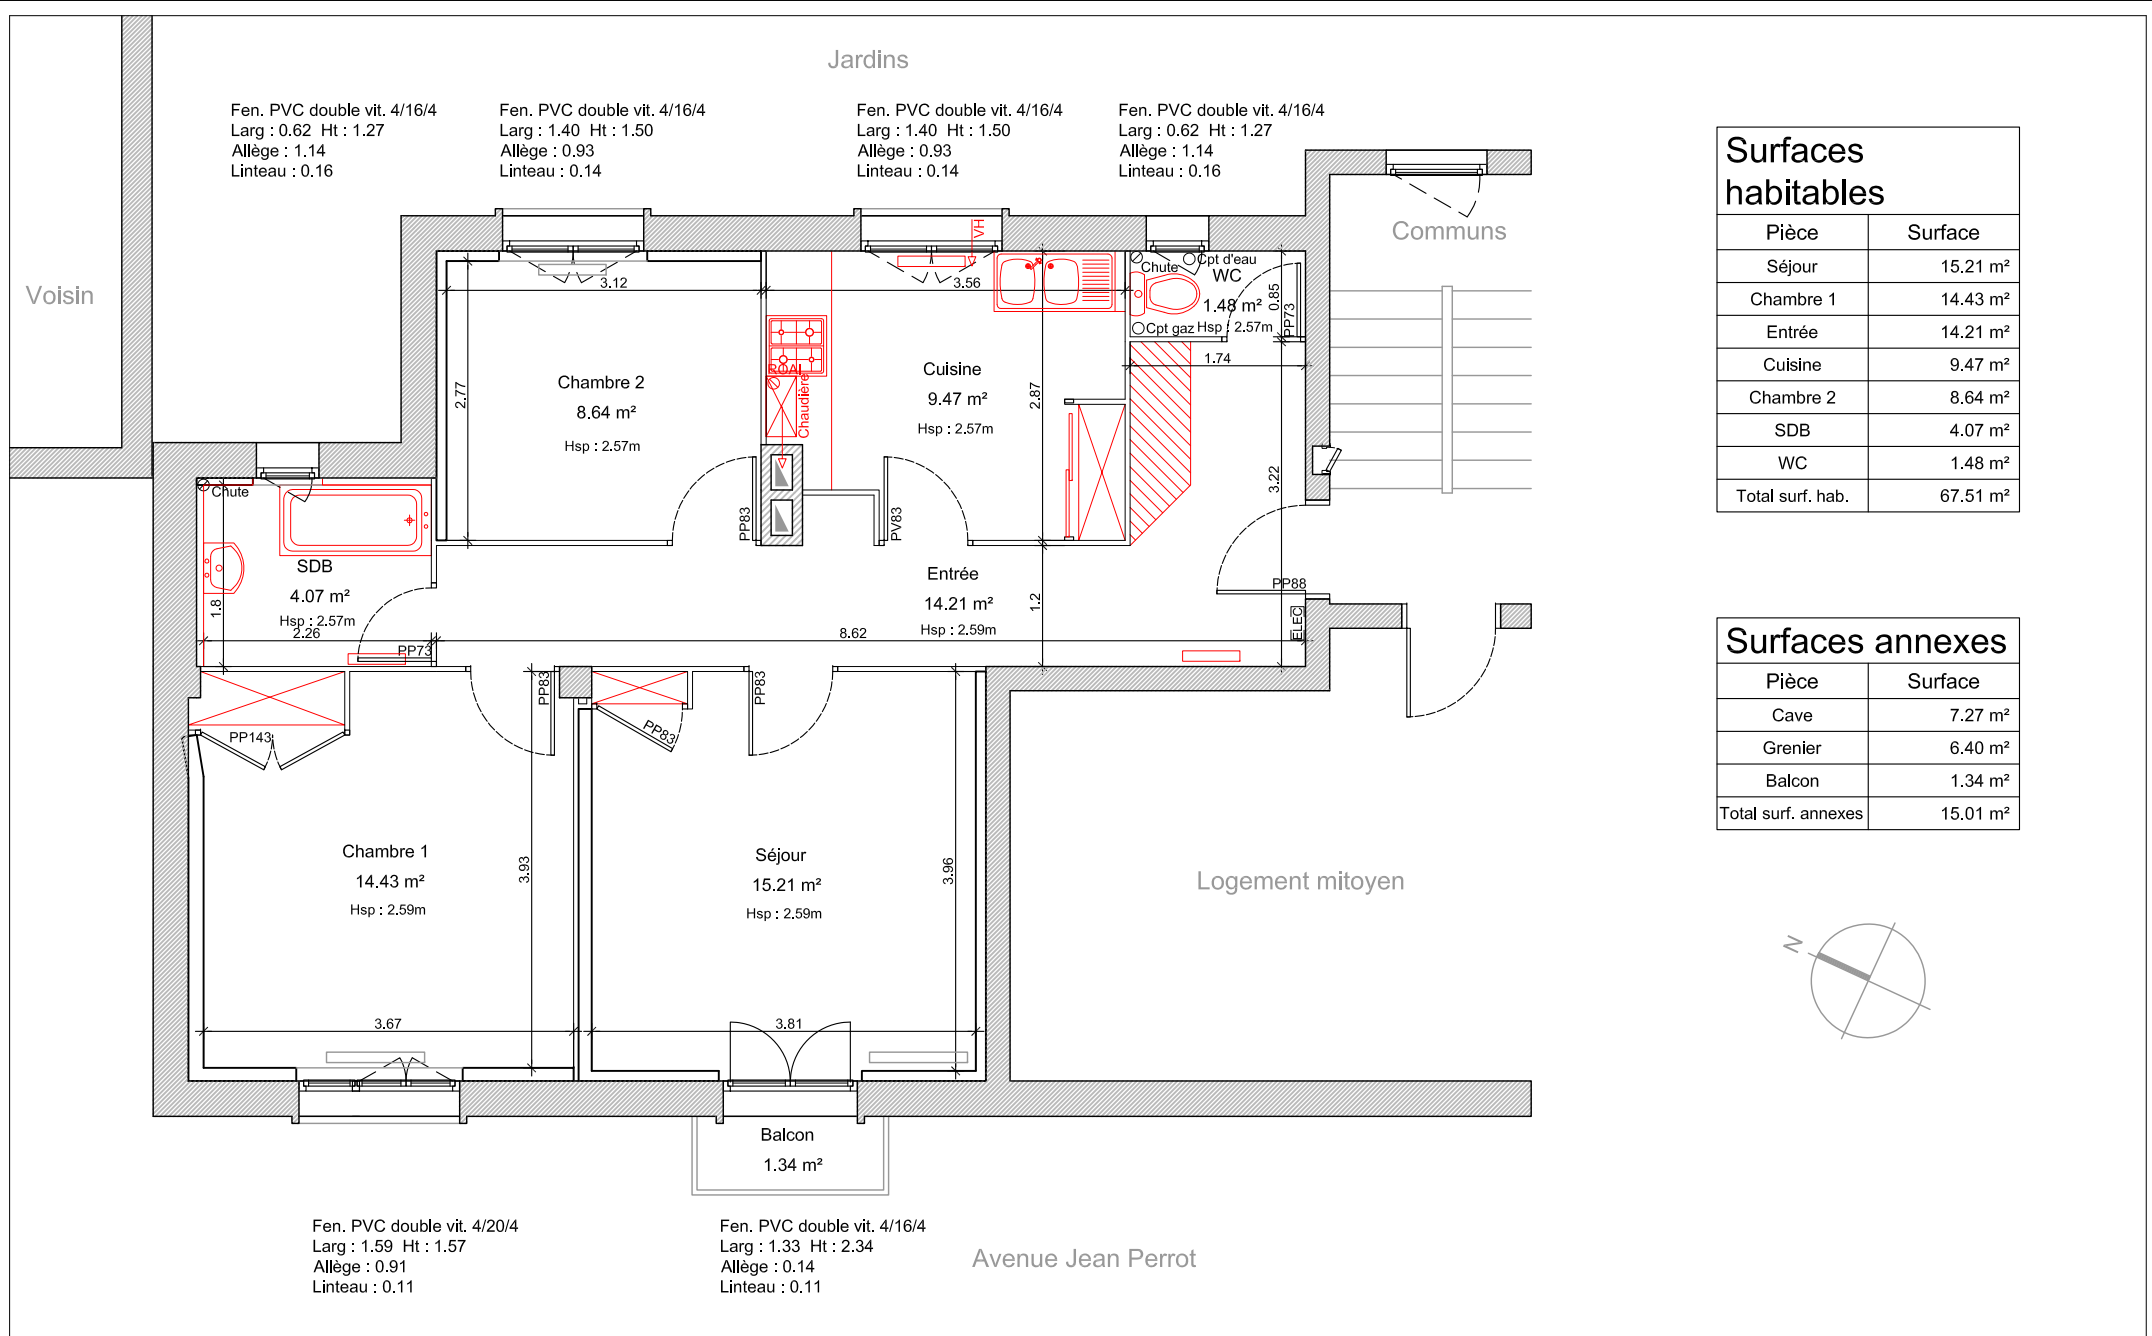 Jardins
Fen. PVC double vit. 4/16/4
Larg : 0.62 Ht : 1.27
Allège : 1.14
Linteau : 0.16
Fen. PVC double vit. 4/16/4
Larg : 1.40 Ht : 1.50
Allège : 0.93
Linteau : 0.14
Fen. PVC double vit. 4/16/4
Larg : 1.40 Ht : 1.50
Allège : 0.93
Linteau : 0.14
Fen. PVC double vit. 4/16/4
Larg : 0.62 Ht : 1.27
Allège : 1.14
Linteau : 0.16
Voisin
Communs
VH
3.12
3.56
Chute
Cpt d'eau
WC
1.48 m²
Cpt gaz
Hsp : 2.57m
0.85
PP73
1.74
Chambre 2
8.64 m²
Hsp : 2.57m
2.77
PP83
ROAI
Chaudière
Cuisine
9.47 m²
Hsp : 2.57m
2.87
PV83
3.22
PP88
ELEC
Chute
SDB
4.07 m²
Hsp : 2.57m
2.26
1.8
PP73
Entrée
14.21 m²
Hsp : 2.59m
8.62
1.2
PP143
PP83
PP83
PP83
Chambre 1
14.43 m²
Hsp : 2.59m
3.93
3.67
Séjour
15.21 m²
Hsp : 2.59m
3.96
3.81
Logement mitoyen
Balcon
1.34 m²
Fen. PVC double vit. 4/20/4
Larg : 1.59 Ht : 1.57
Allège : 0.91
Linteau : 0.11
Fen. PVC double vit. 4/16/4
Larg : 1.33 Ht : 2.34
Allège : 0.14
Linteau : 0.11
Avenue Jean Perrot
Surfaces
habitables
Pièce Surface
Séjour 15.21 m²
Chambre 1 14.43 m²
Entrée 14.21 m²
Cuisine 9.47 m²
Chambre 2 8.64 m²
SDB 4.07 m²
WC 1.48 m²
Total surf. hab. 67.51 m²
Surfaces annexes
Pièce Surface
Cave 7.27 m²
Grenier 6.40 m²
Balcon 1.34 m²
Total surf. annexes 15.01 m²
N